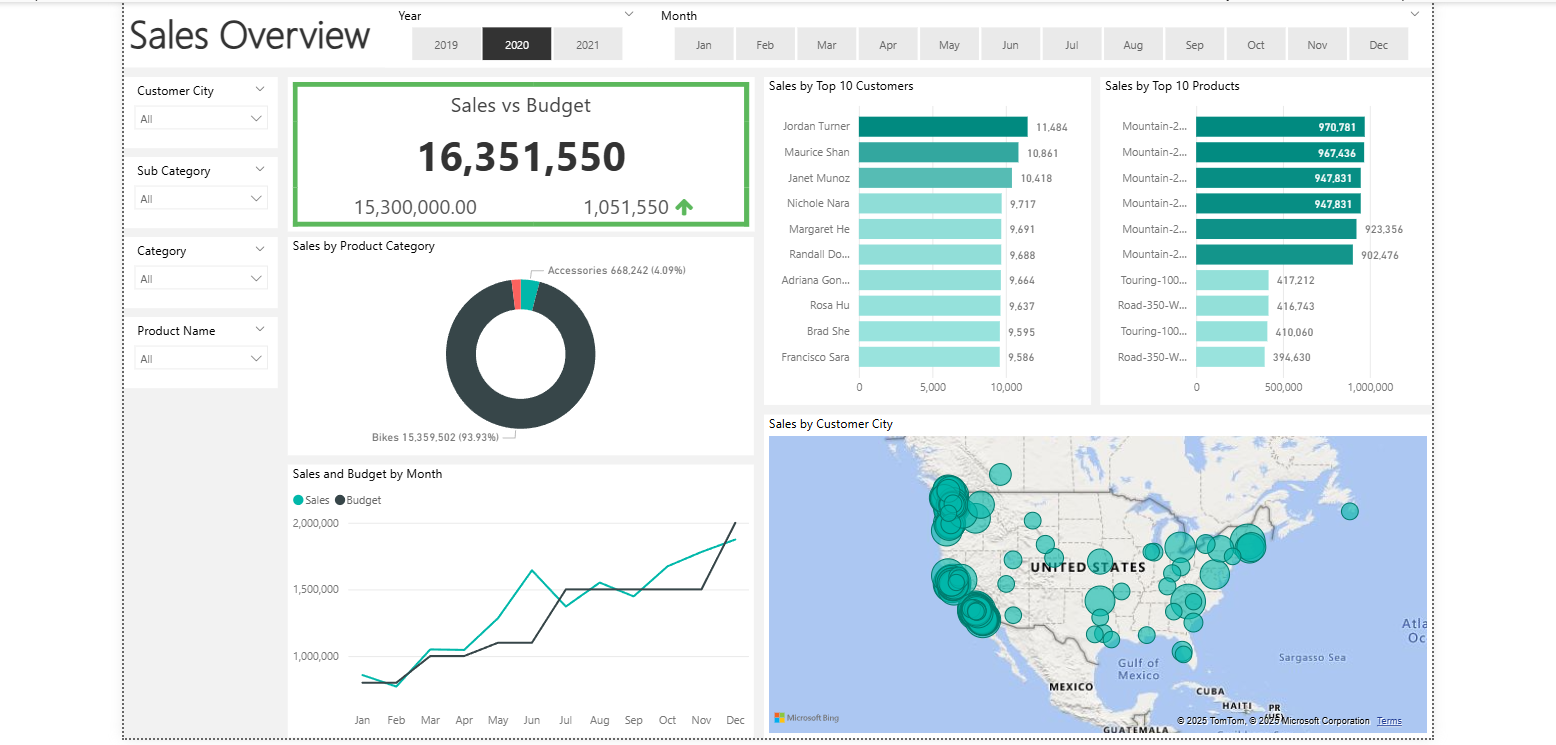 Sales Overview
Year
2019
2020
2021
Month
Jan
Feb
Mar
Apr
May
Jun
Jul
Aug
Sep
Oct
Nov
Dec
Customer City
All
Sub Category
All
Category
All
Product Name
All
Sales vs Budget
16,351,550
15,300,000.00
1,051,550
Sales by Product Category
Accessories 668,242 (4.09%)
Bikes 15,359,502 (93.93%)
Sales and Budget by Month
Sales
Budget
2,000,000
1,500,000
1,000,000
Jan
Feb
Mar
Apr
May
Jun
Jul
Aug
Sep
Oct
Nov
Dec
Sales by Top 10 Customers
Jordan Turner 11,484
Maurice Shan 10,861
Janet Munoz 10,418
Nichole Nara 9,717
Margaret He 9,691
Randall Do... 9,688
Adriana Gon... 9,664
Rosa Hu 9,637
Brad She 9,595
Francisco Sara 9,586
0
5,000
10,000
Sales by Top 10 Products
Mountain-2... 970,781
Mountain-2... 967,436
Mountain-2... 947,831
Mountain-2... 947,831
Mountain-2... 923,356
Mountain-2... 902,476
Touring-100... 417,212
Road-350-W... 416,743
Touring-100... 410,060
Road-350-W... 394,630
0
500,000
1,000,000
Sales by Customer City
UNITED STATES
Atla
Oc
Gulf of
Mexico
Sargasso Sea
MEXICO
CUBA
HAITI
PR
(US)
GUATEMALA
Microsoft Bing
© 2025 TomTom, © 2025 Microsoft Corporation
Terms